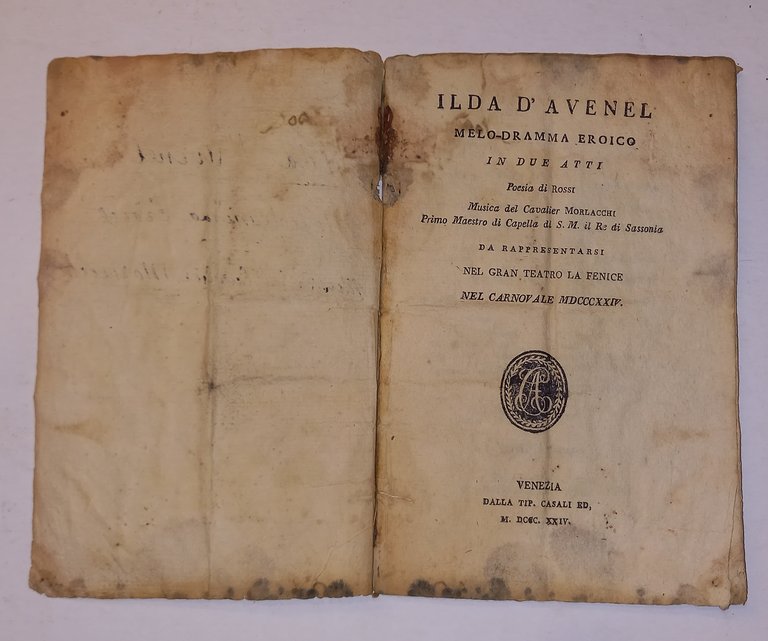 ILDA D' AVENEL
MELO-DRAMMA EROICO
IN DUE ATTI
Poesia di ROSSI
Musica del Cavalier MORLACCHI
Primo Maestro di Capella di S. M. il Re di Sassonia
DA RAPPRESENTARSI
NEL GRAN TEATRO LA FENICE
NEL CARNOVALE MDCCCXXIV.
VENEZIA
DALLA TIP. CASALI ED,
M. DCCC. XXIV.